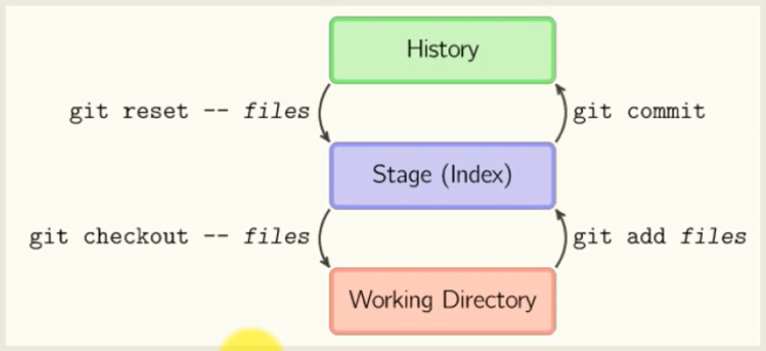 History
git reset -- files
git commit
Stage (Index)
git checkout -- files
git add files
Working Directory